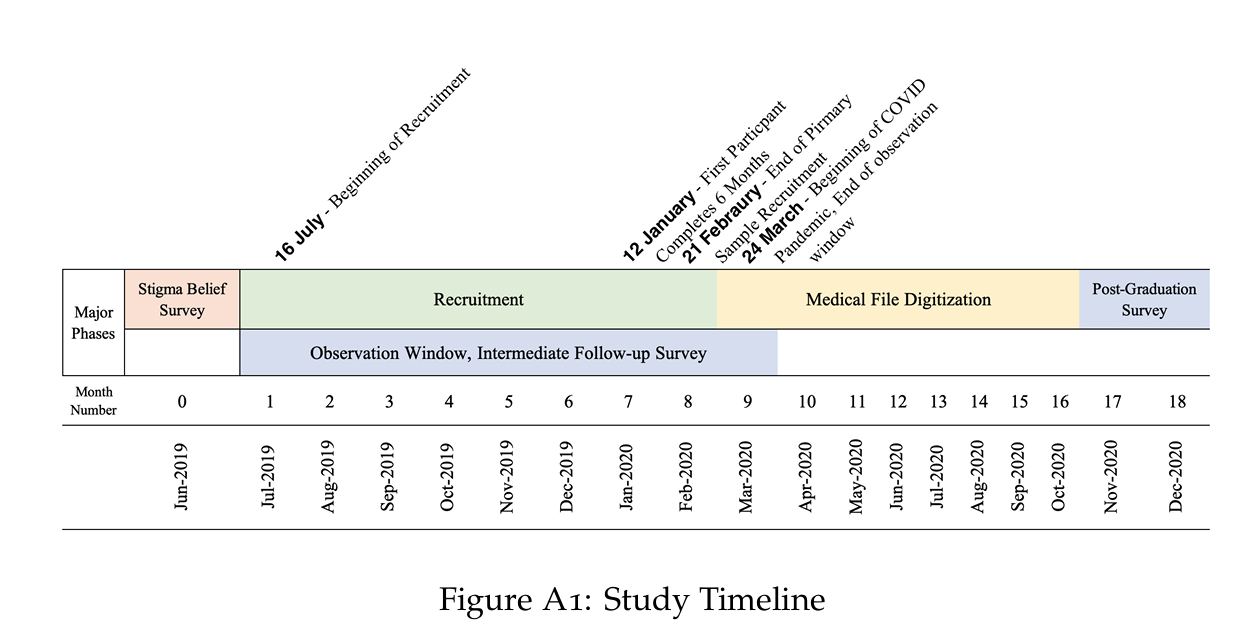 16 July - Beginning of Recruitment
12 January - First Particpant
Completes 6 Months
21 Febraury - End of Pirmary
Sample Recruitment
24 March - Beginning of COVID
Pandemic, End of observation
window
Major
Phases
Stigma Belief
Survey
Recruitment
Medical File Digitization
Post-Graduation
Survey
Observation Window, Intermediate Follow-up Survey
Month
Number
0 1 2 3 4 5 6 7 8 9 10 11 12 13 14 15 16 17 18
Jun-2019 Jul-2019 Aug-2019 Sep-2019 Oct-2019 Nov-2019 Dec-2019 Jan-2020 Feb-2020 Mar-2020 Apr-2020 May-2020 Jun-2020 Jul-2020 Aug-2020 Sep-2020 Oct-2020 Nov-2020 Dec-2020
Figure A1: Study Timeline